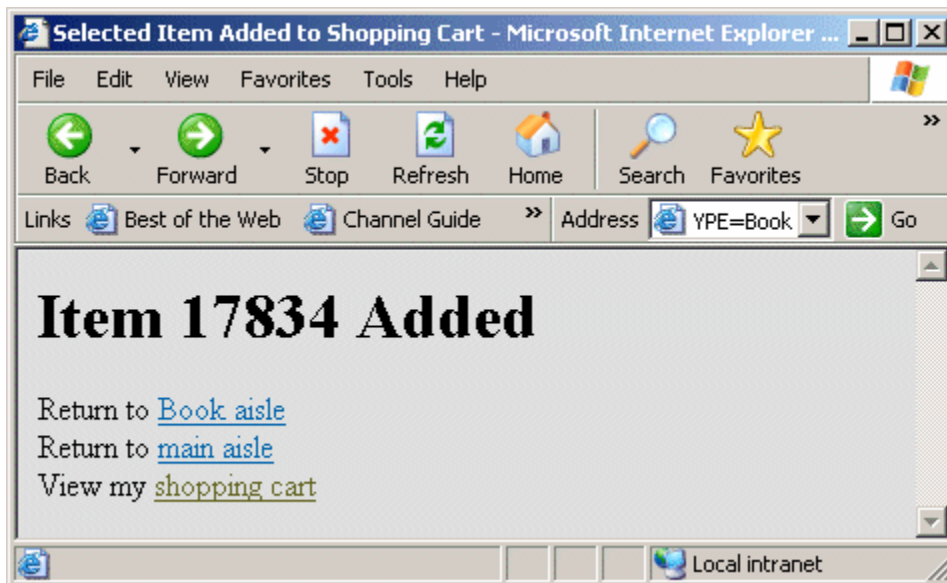 Selected Item Added to Shopping Cart - Microsoft Internet Explorer ...
File Edit View Favorites Tools Help
Back Forward Stop Refresh Home Search Favorites »
Links Best of the Web Channel Guide » Address YPE=Book Go
Item 17834 Added
Return to Book aisle
Return to main aisle
View my shopping cart
Local intranet